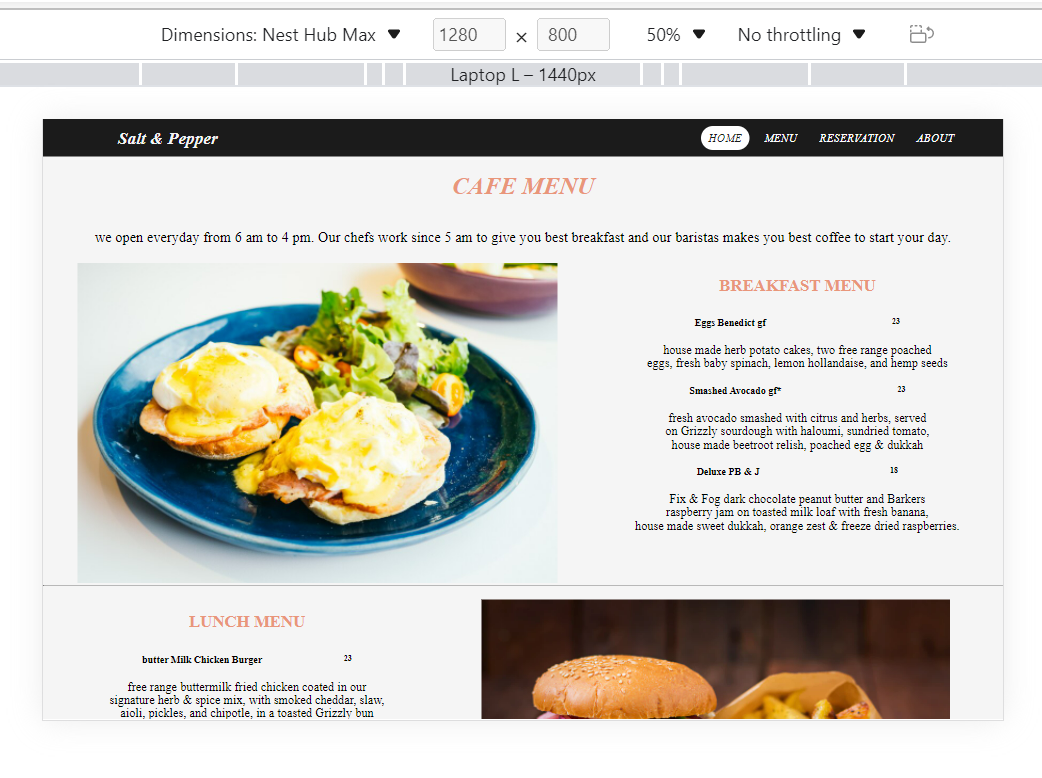 Dimensions: Nest Hub Max 1280 × 800 50% No throttling
Laptop L – 1440px
Salt & Pepper HOME MENU RESERVATION ABOUT
CAFE MENU
we open everyday from 6 am to 4 pm. Our chefs work since 5 am to give you best breakfast and our baristas makes you best coffee to start your day.
BREAKFAST MENU
Eggs Benedict gf 23
house made herb potato cakes, two free range poached
eggs, fresh baby spinach, lemon hollandaise, and hemp seeds
Smashed Avocado gf* 23
fresh avocado smashed with citrus and herbs, served
on Grizzly sourdough with haloumi, sundried tomato,
house made beetroot relish, poached egg & dukkah
Deluxe PB & J 18
Fix & Fog dark chocolate peanut butter and Barkers
raspberry jam on toasted milk loaf with fresh banana,
house made sweet dukkah, orange zest & freeze dried raspberries.
LUNCH MENU
butter Milk Chicken Burger 23
free range buttermilk fried chicken coated in our
signature herb & spice mix, with smoked cheddar, slaw,
aioli, pickles, and chipotle, in a toasted Grizzly bun